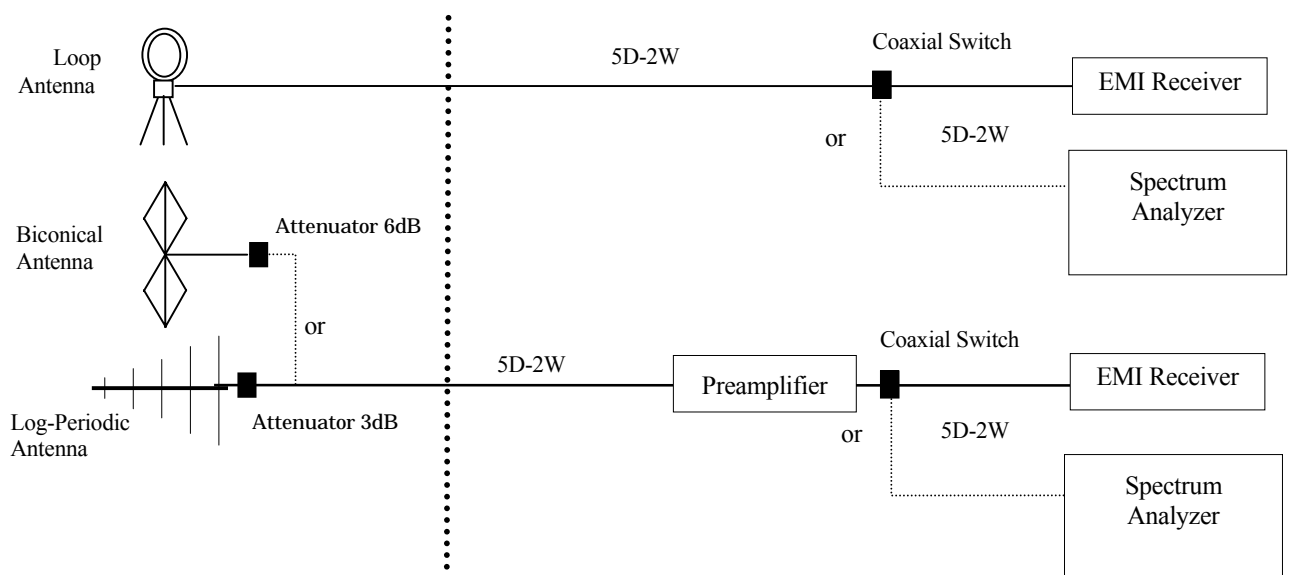 Loop
Antenna
5D-2W
Coaxial Switch
EMI Receiver
or
5D-2W
Spectrum
Analyzer
Biconical
Antenna
Attenuator 6dB
or
Log-Periodic
Antenna
Attenuator 3dB
5D-2W
Preamplifier
Coaxial Switch
EMI Receiver
or
5D-2W
Spectrum
Analyzer